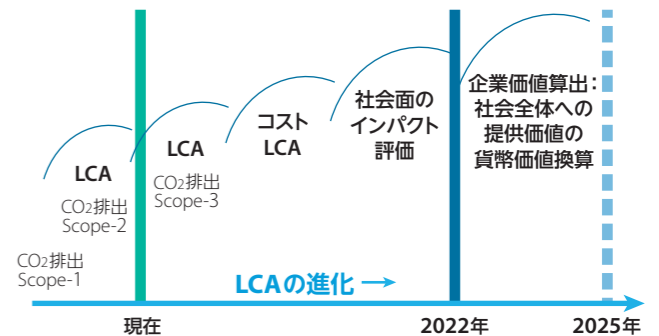 LCA
CO2排出
Scope-2
CO2排出
Scope-1
LCA
CO2排出
Scope-3
コスト
LCA
社会面の
インパクト
評価
企業価値算出：
社会全体への
提供価値の
貨幣価値換算
LCAの進化 →
現在
2022年
2025年